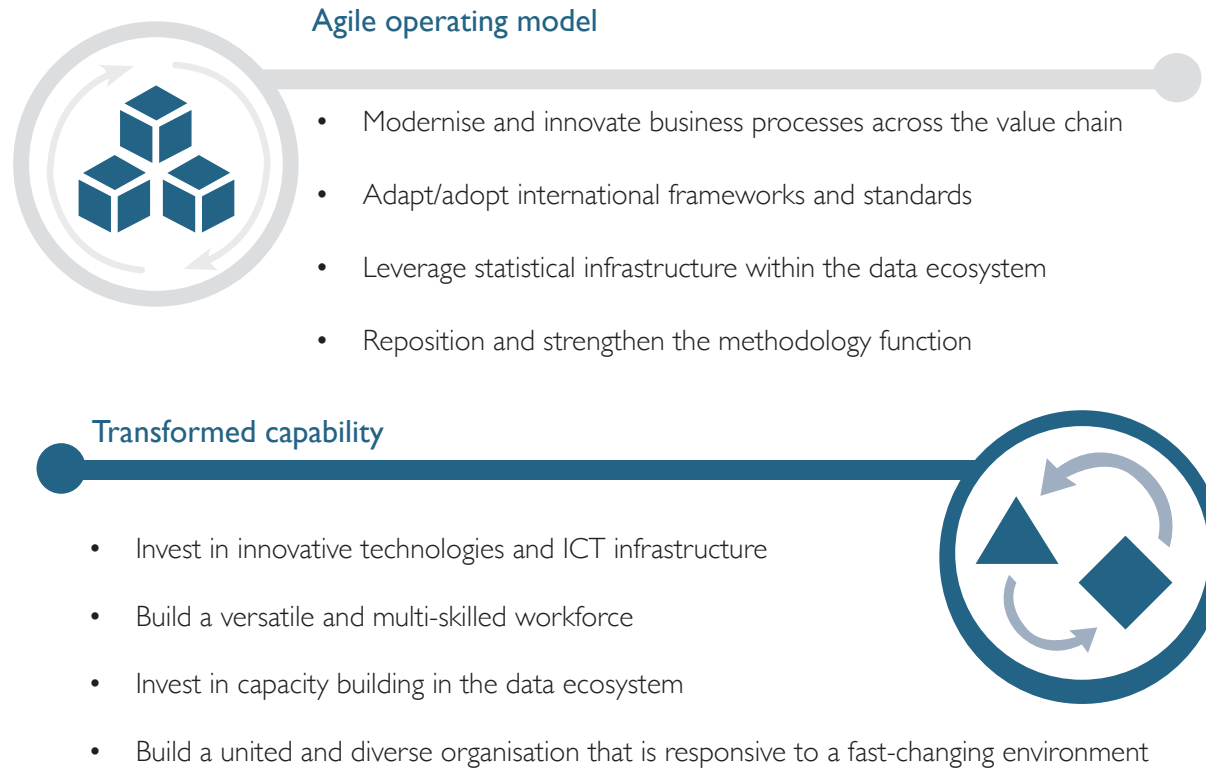 Agile operating model
• Modernise and innovate business processes across the value chain
• Adapt/adopt international frameworks and standards
• Leverage statistical infrastructure within the data ecosystem
• Reposition and strengthen the methodology function
Transformed capability
• Invest in innovative technologies and ICT infrastructure
• Build a versatile and multi-skilled workforce
• Invest in capacity building in the data ecosystem
• Build a united and diverse organisation that is responsive to a fast-changing environment